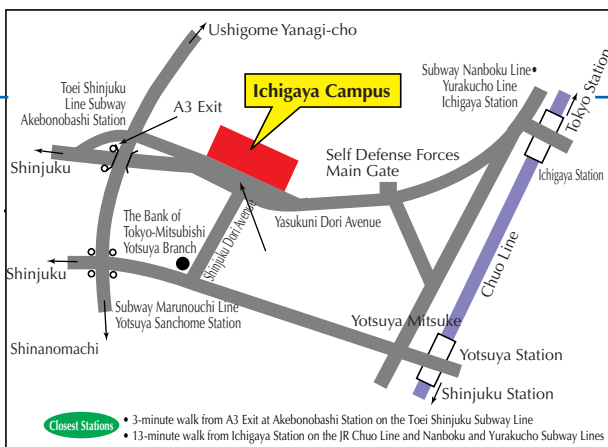 Ushigome Yanagi-cho
Toei Shinjuku
Line Subway
Akebonobashi Station
A3 Exit
Ichigaya Campus
Subway Nanboku Line•
Yurakucho Line
Ichigaya Station
Tokyo Station
Shinjuku
Self Defense Forces
Main Gate
Ichigaya Station
Yasukuni Dori Avenue
The Bank of
Tokyo-Mitsubishi
Yotsuya Branch
Shinjuku Dori Avenue
Chuo Line
Shinjuku
Subway Marunouchi Line
Yotsuya Sanchome Station
Yotsuya Mitsuke
Shinanomachi
Yotsuya Station
Shinjuku Station
Closest Stations
• 3-minute walk from A3 Exit at Akebonobashi Station on the Toei Shinjuku Subway Line
• 13-minute walk from Ichigaya Station on the JR Chuo Line and Nanboku and Yurakucho Subway Lines